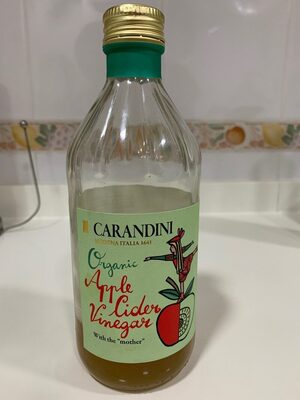 CARANDINI
MODENA ITALIA 1641
Organic
Apple
Cider
Vinegar
With the "mother"